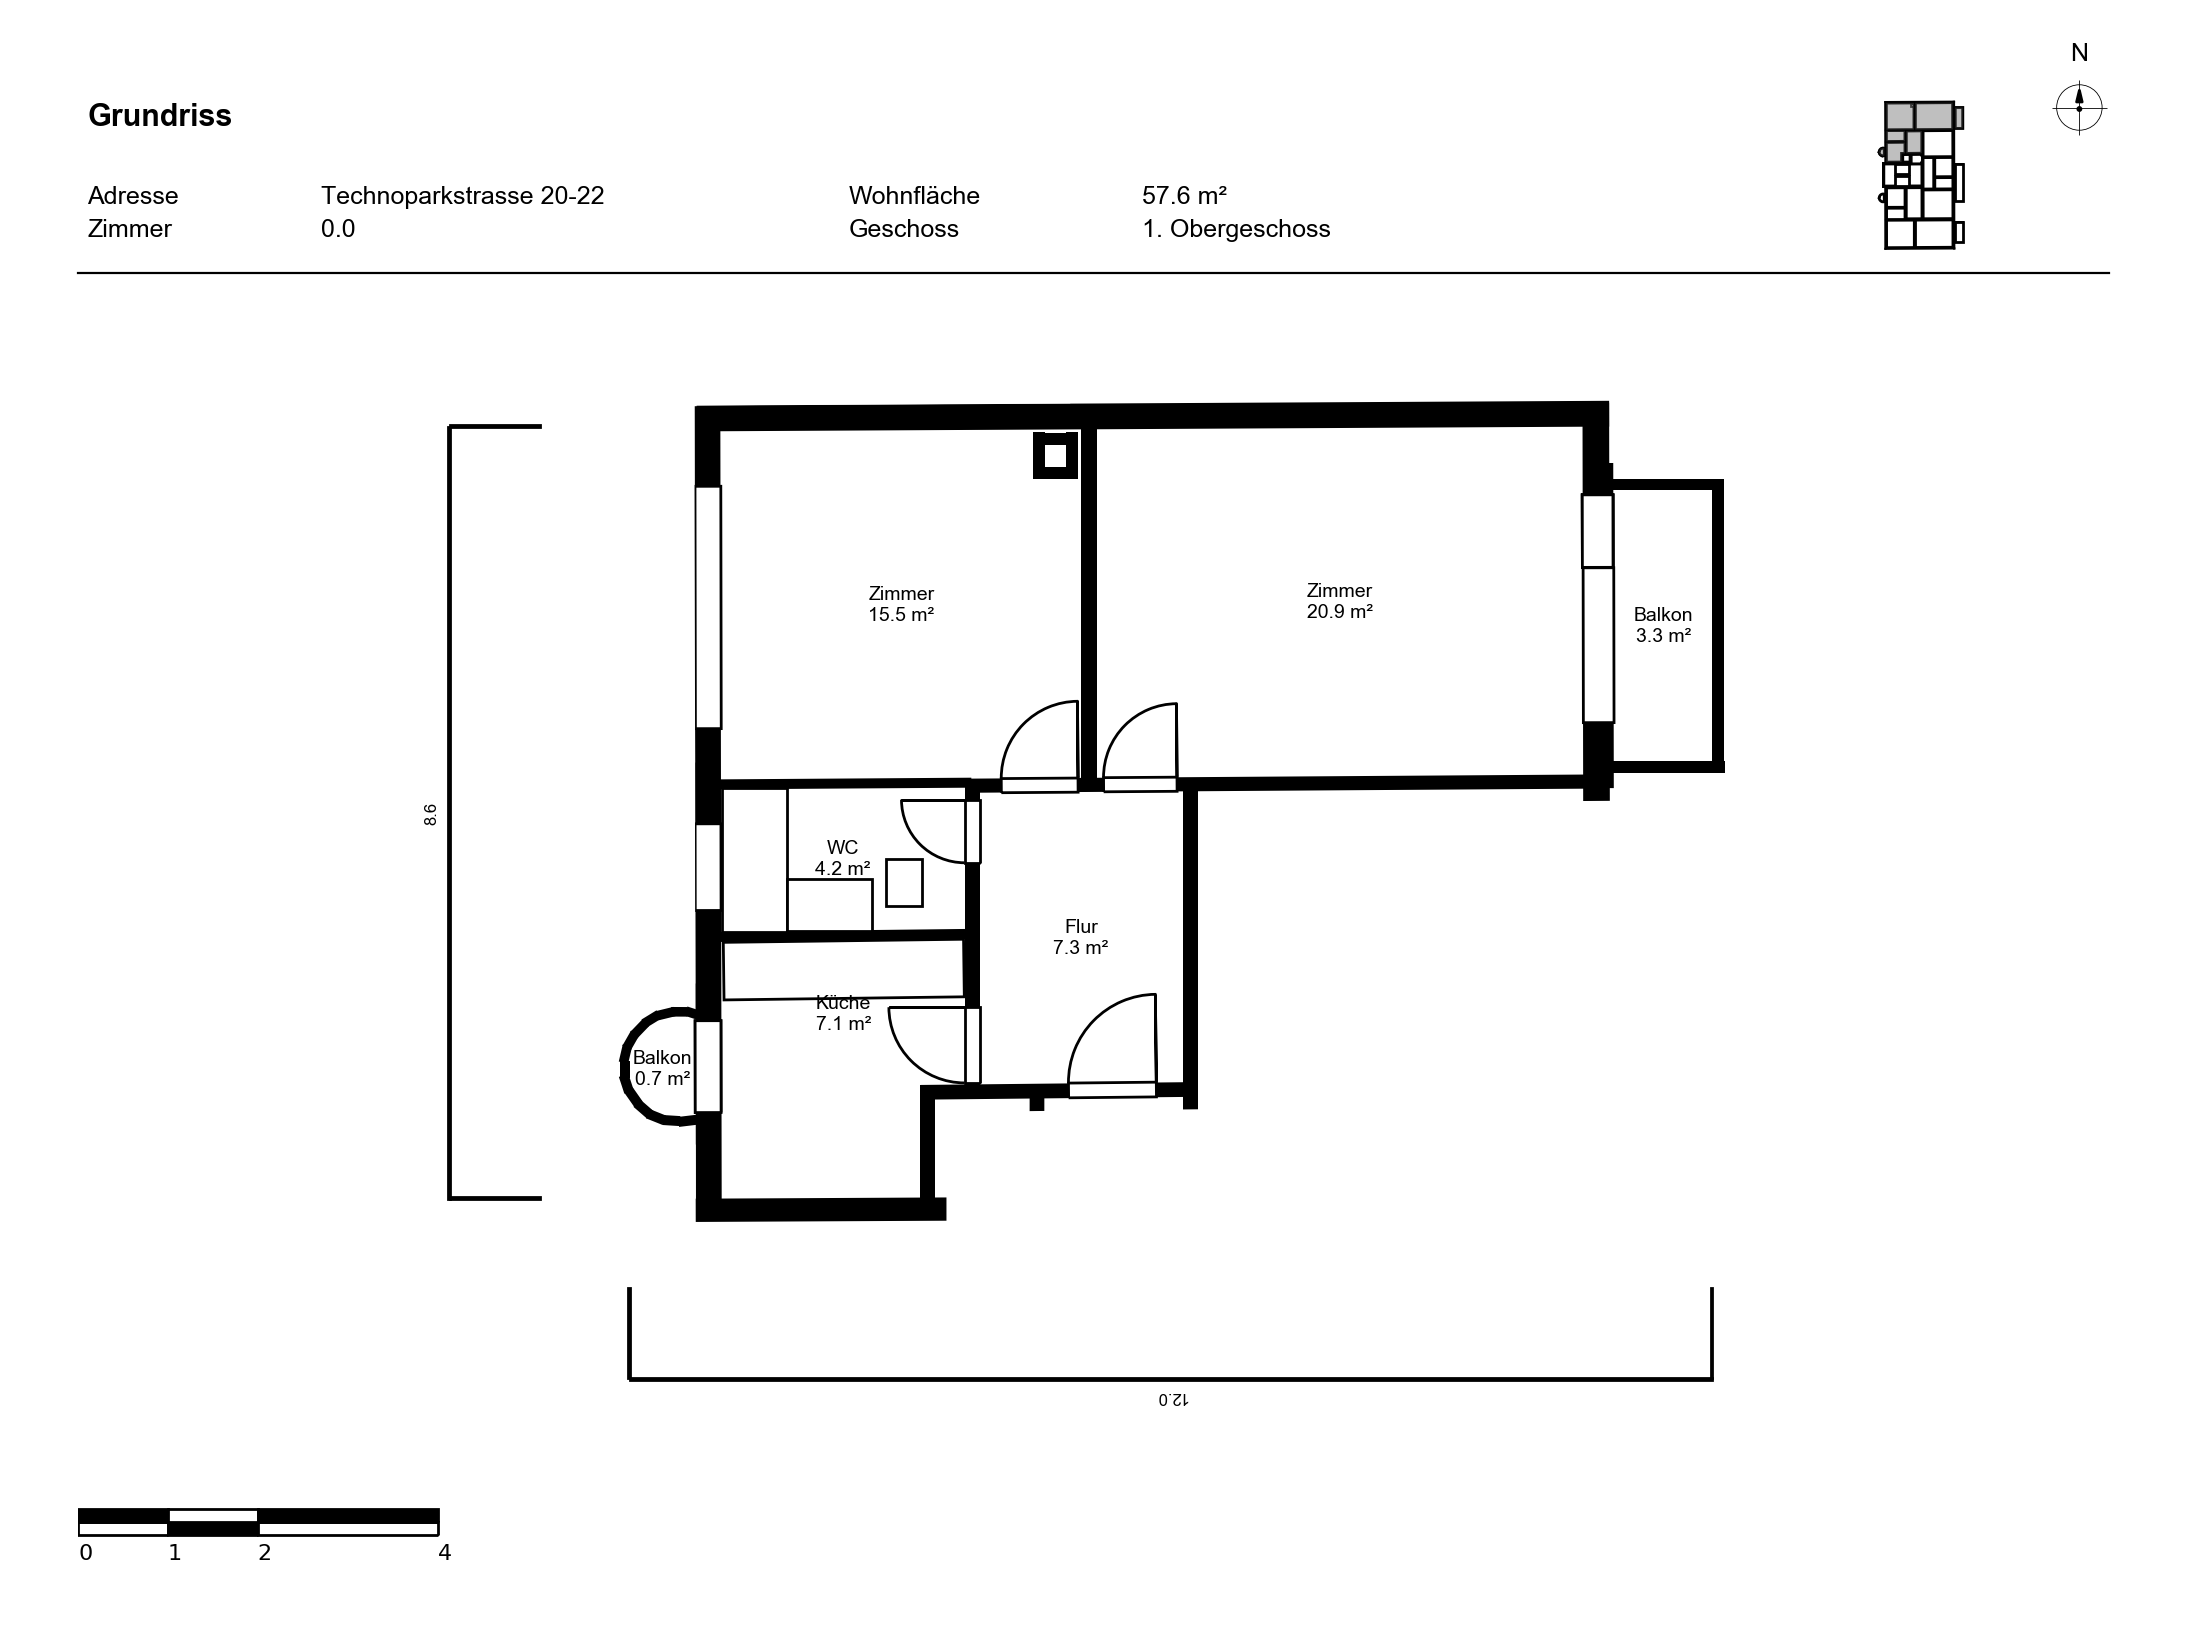 N
Grundriss
Adresse Technoparkstrasse 20-22 Wohnfläche 57.6 m²
Zimmer 0.0 Geschoss 1. Obergeschoss
Zimmer
15.5 m²
Zimmer
20.9 m²
Balkon
3.3 m²
8.6
WC
4.2 m²
Flur
7.3 m²
Küche
7.1 m²
Balkon
0.7 m²
12.0
0 1 2 4